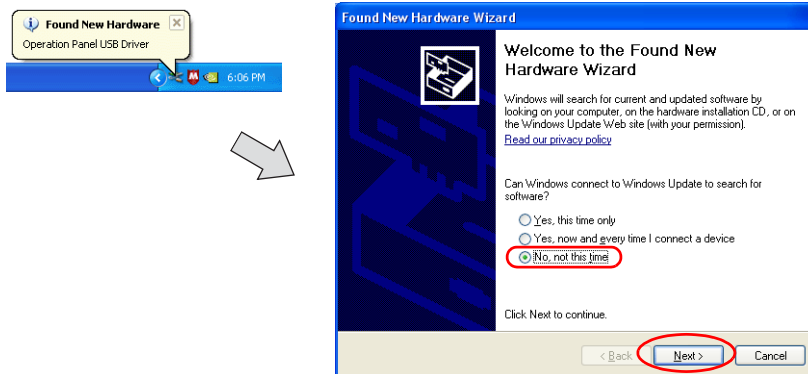 Found New Hardware
Operation Panel USB Driver
6:06 PM
Found New Hardware Wizard
Welcome to the Found New
Hardware Wizard
Windows will search for current and updated software by
looking on your computer, on the hardware installation CD, or on
the Windows Update Web site (with your permission).
Read our privacy policy
Can Windows connect to Windows Update to search for
software?
Yes, this time only
Yes, now and every time I connect a device
No, not this time
Click Next to continue.
< Back
Next >
Cancel